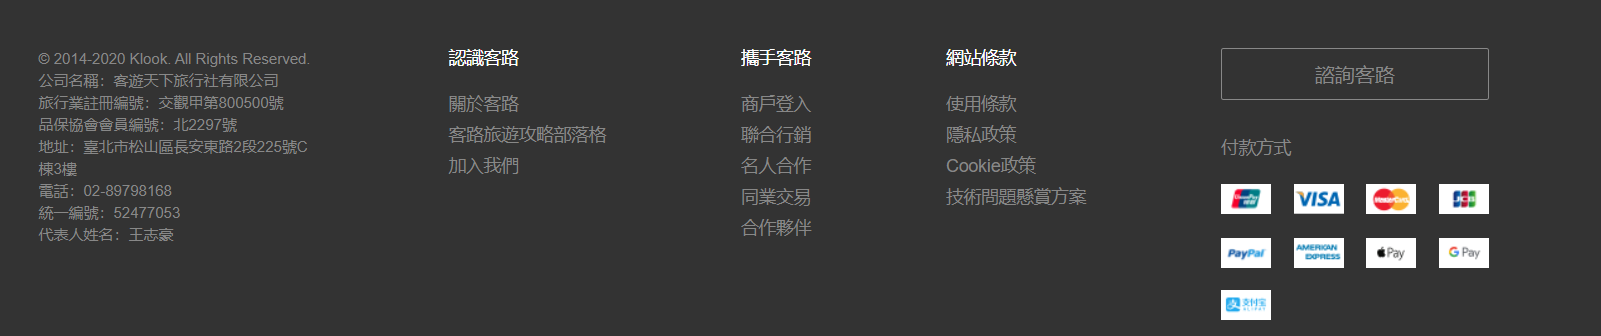 © 2014-2020 Klook. All Rights Reserved.
公司名稱：客遊天下旅行社有限公司
旅行業註冊編號：交觀甲第800500號
品保協會會員編號：北2297號
地址：臺北市松山區長安東路2段225號C
棟3樓
電話：02-89798168
統一編號：52477053
代表人姓名：王志豪
認識客路
關於客路
客路旅遊攻略部落格
加入我們
攜手客路
商戶登入
聯合行銷
名人合作
同業交易
合作夥伴
網站條款
使用條款
隱私政策
Cookie政策
技術問題懸賞方案
諮詢客路
付款方式
UnionPay
VISA
MasterCard
JCB
PayPal
AMERICAN
EXPRESS
Pay
G Pay
支付宝
ALIPAY